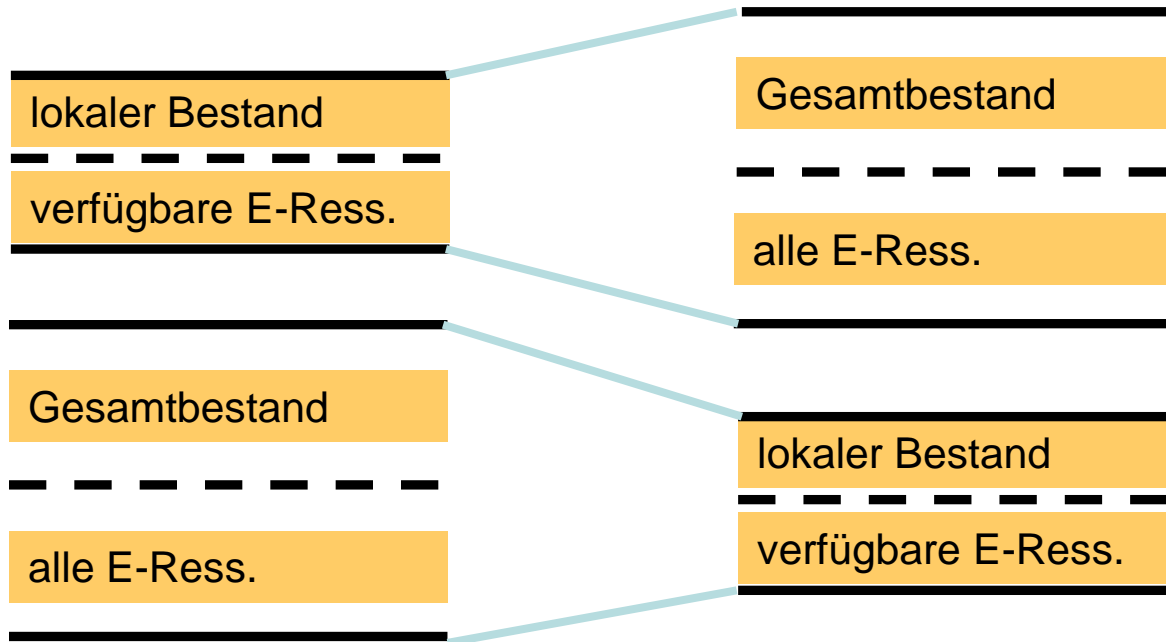 lokaler Bestand
verfügbare E-Ress.
Gesamtbestand
alle E-Ress.
Gesamtbestand
alle E-Ress.
lokaler Bestand
verfügbare E-Ress.